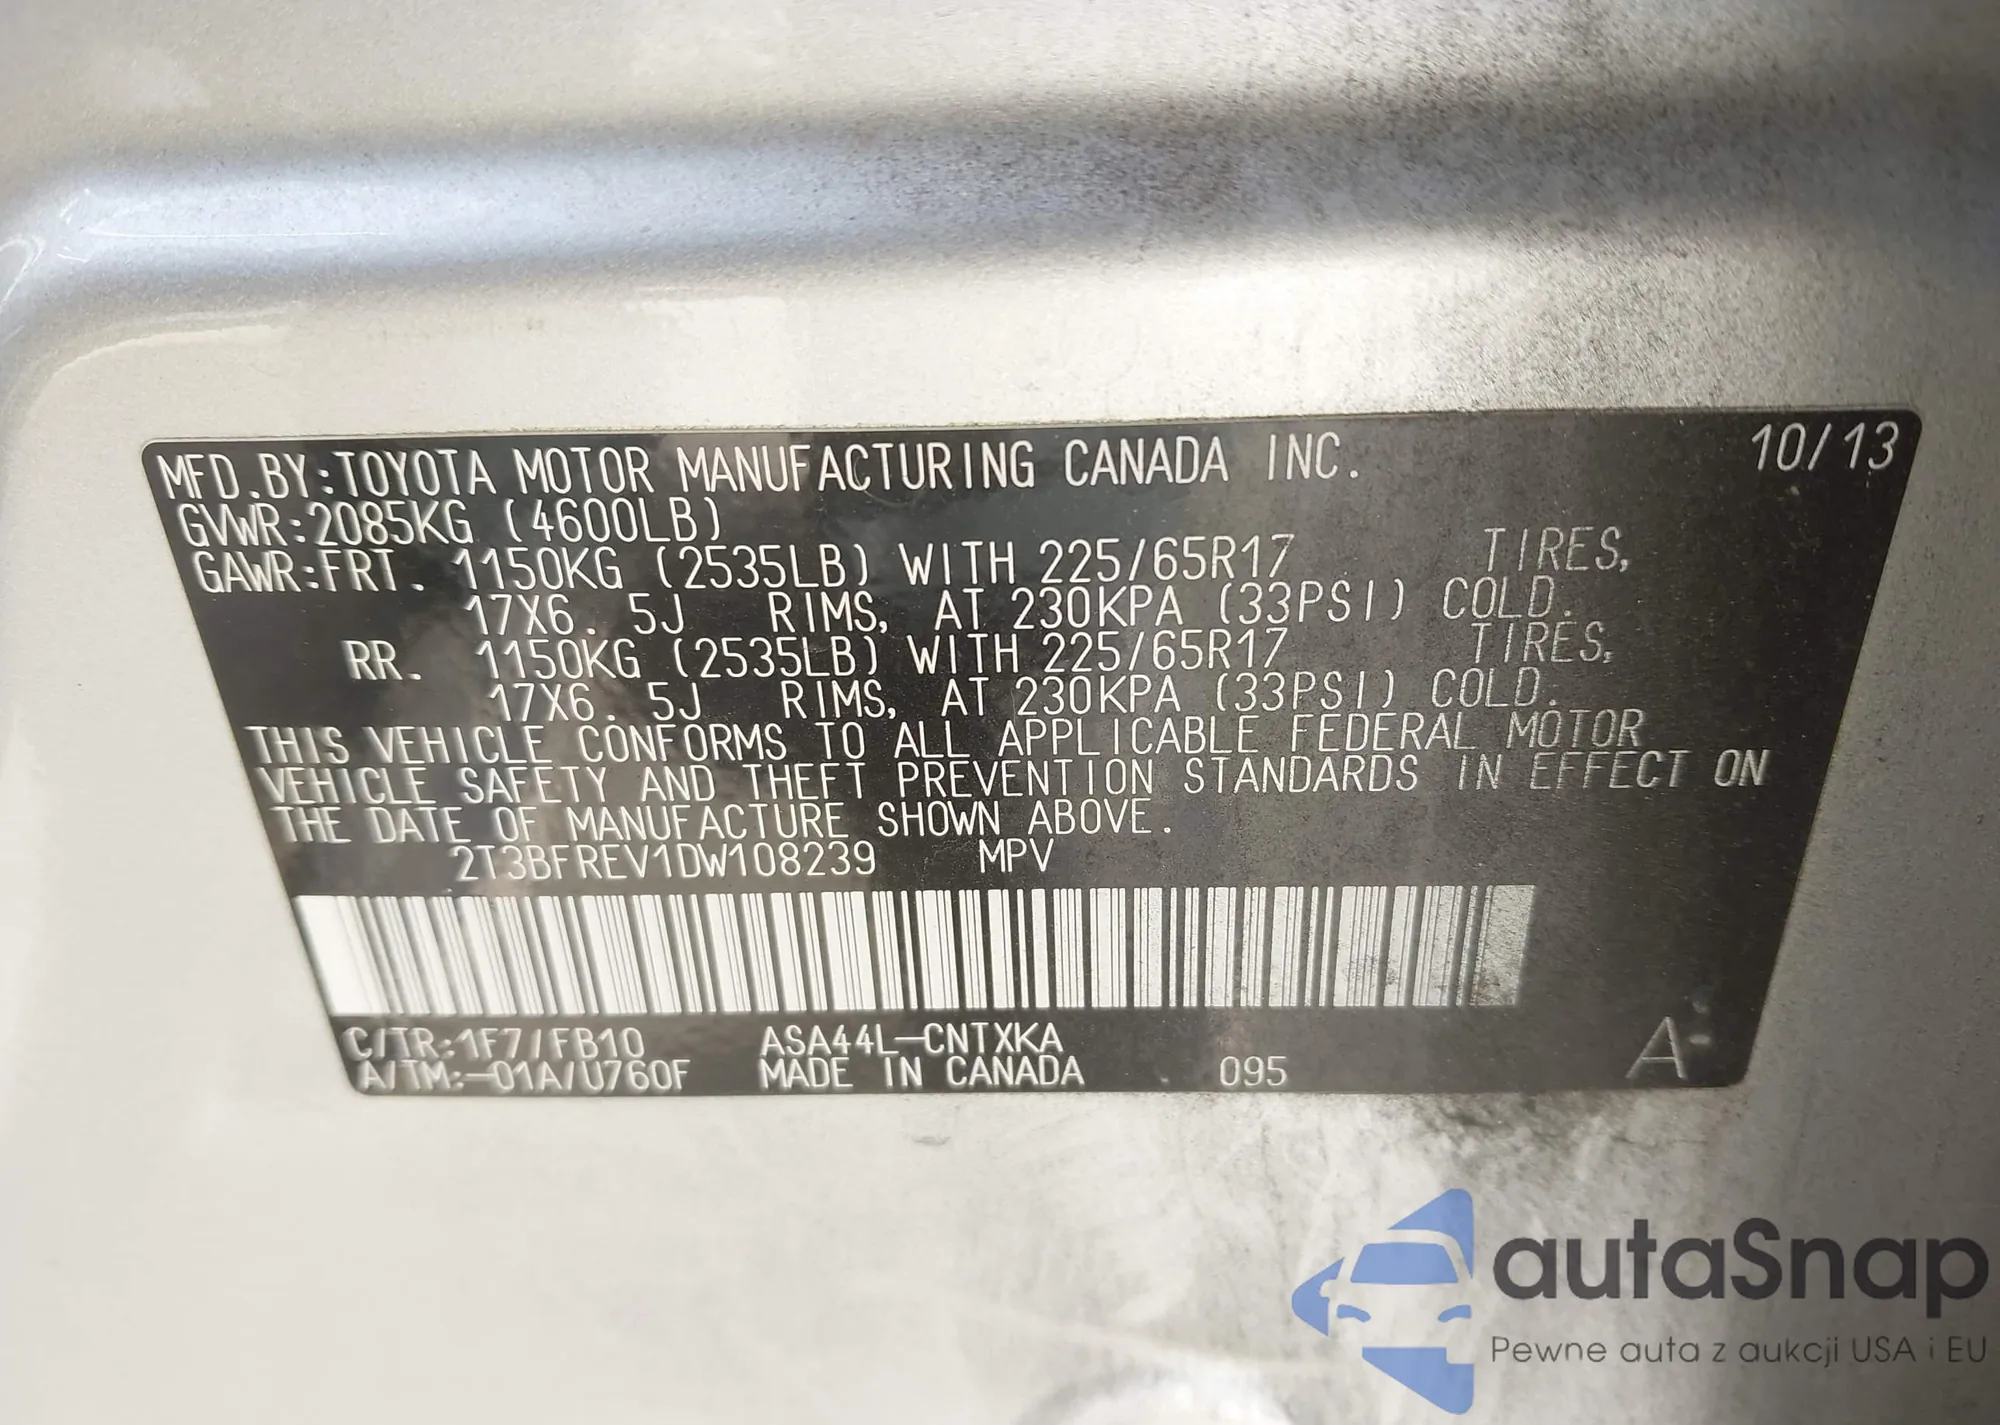 MFD.BY:TOYOTA MOTOR MANUFACTURING CANADA INC. 10/13
GVWR:2085KG (4600LB)
GAWR:FRT. 1150KG (2535LB) WITH 225/65R17 TIRES,
17X6.5J RIMS, AT 230KPA (33PSI) COLD.
RR. 1150KG (2535LB) WITH 225/65R17 TIRES,
17X6.5J RIMS, AT 230KPA (33PSI) COLD.
THIS VEHICLE CONFORMS TO ALL APPLICABLE FEDERAL MOTOR
VEHICLE SAFETY AND THEFT PREVENTION STANDARDS IN EFFECT ON
THE DATE OF MANUFACTURE SHOWN ABOVE.
2T3BFREV1DW108239 MPV
C/TR:1F7/FB10 ASA44L-CNTXKA
A/TM:-01A/U760F MADE IN CANADA 095 A
autaSnap
Pewne auta z aukcji USA i EU